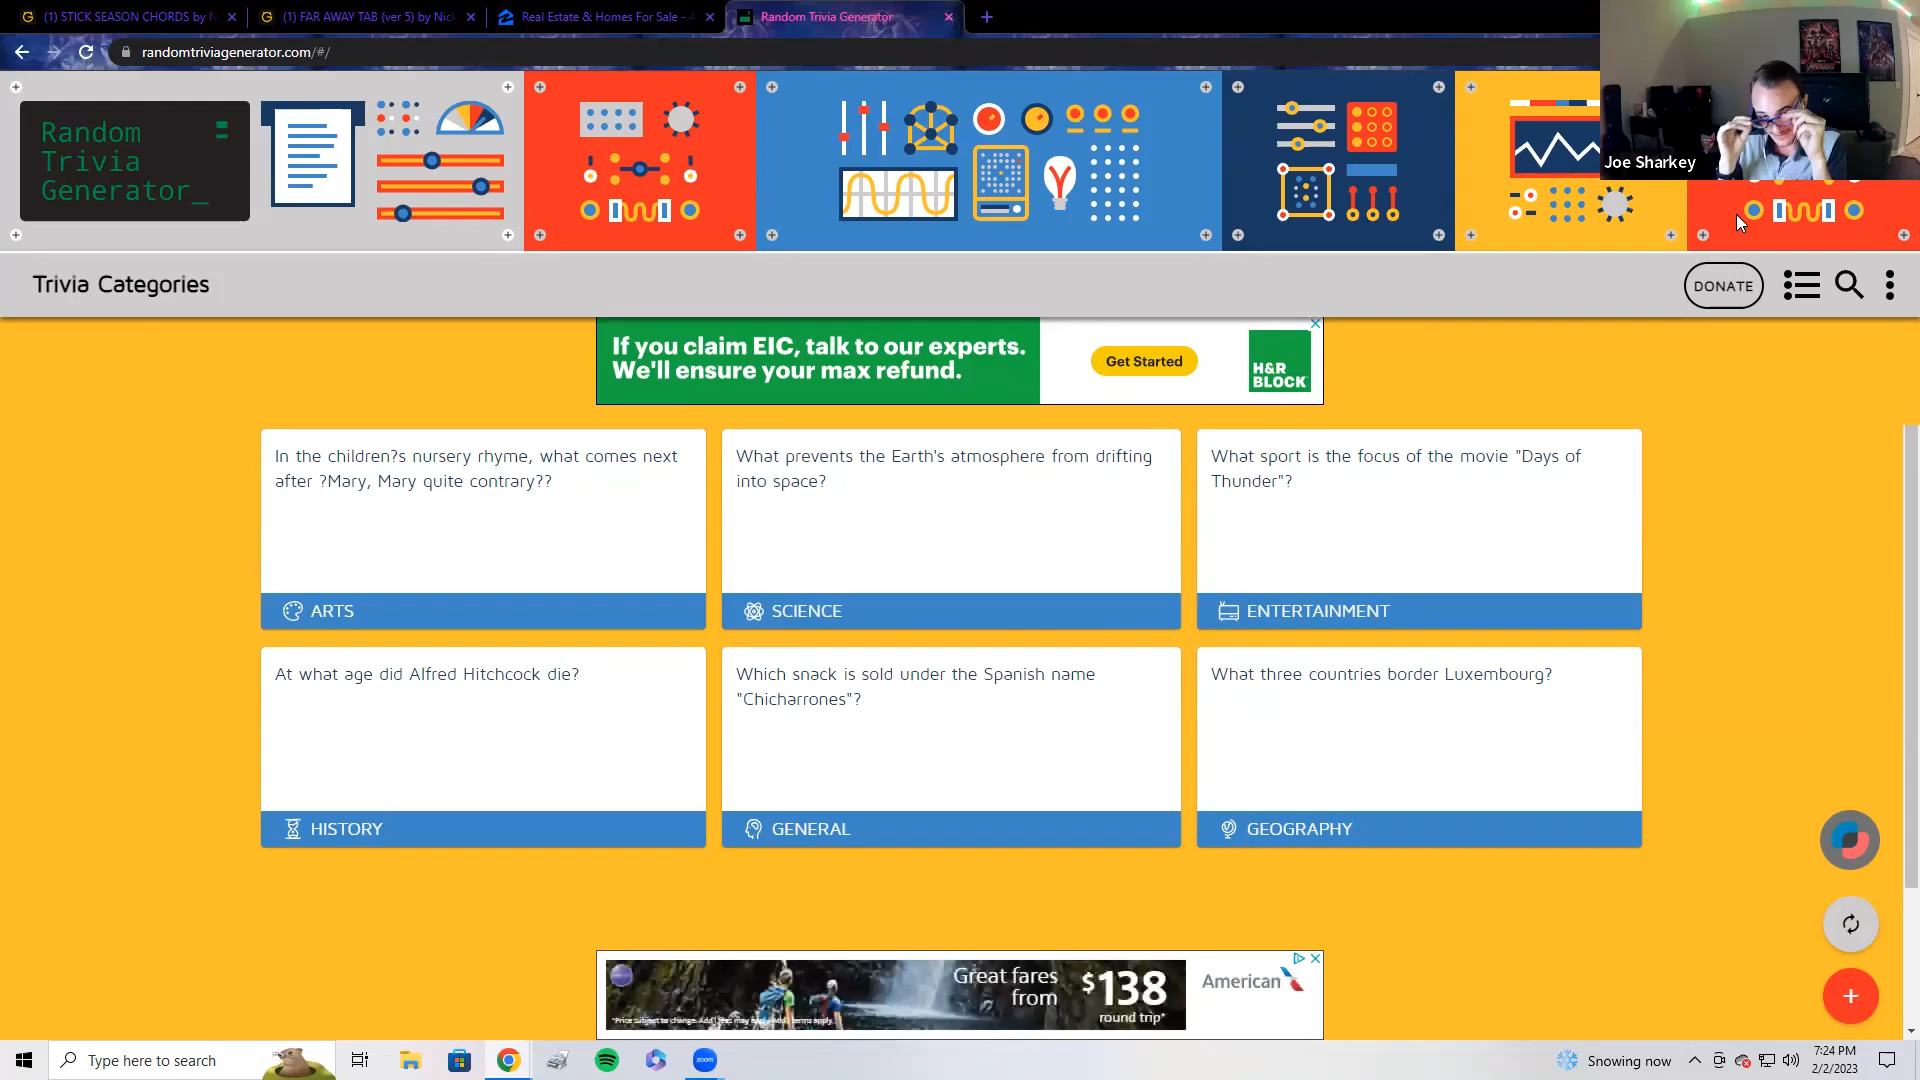 (1) STICK SEASON CHORDS by N
(1) FAR AWAY TAB (ver 5) by Nick
Real Estate & Homes For Sale -
Random Trivia Generator
randomtriviagenerator.com/#/
Random
Trivia
Generator_
Joe Sharkey
Trivia Categories
DONATE
If you claim EIC, talk to our experts.
We'll ensure your max refund.
Get Started
H&R
BLOCK
In the children?s nursery rhyme, what comes next
after ?Mary, Mary quite contrary??
ARTS
What prevents the Earth's atmosphere from drifting
into space?
SCIENCE
What sport is the focus of the movie "Days of
Thunder"?
ENTERTAINMENT
At what age did Alfred Hitchcock die?
HISTORY
Which snack is sold under the Spanish name
"Chicharrones"?
GENERAL
What three countries border Luxembourg?
GEOGRAPHY
Great fares
from
$138
round trip*
American
Type here to search
zoom
Snowing now
7:24 PM
2/2/2023